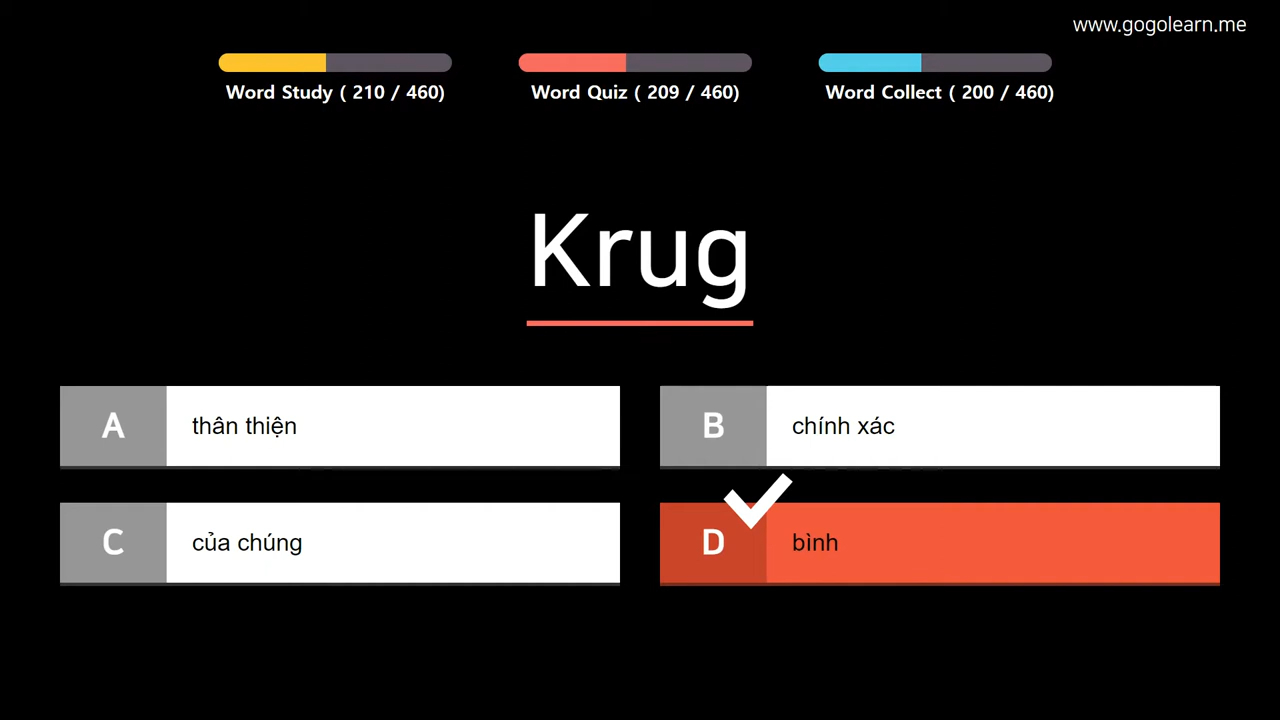 www.gogolearn.me
Word Study ( 210 / 460)
Word Quiz ( 209 / 460)
Word Collect ( 200 / 460)
Krug
A thân thiện
B chính xác
C của chúng
D bình